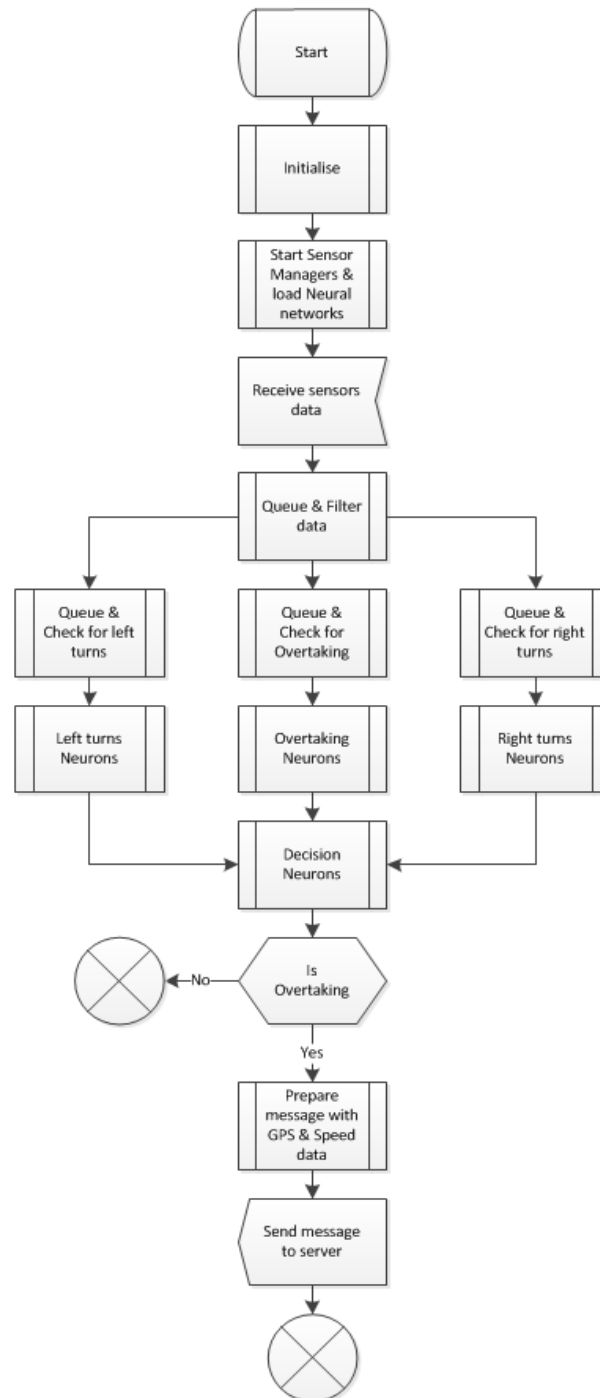 Start
Initialise
Start Sensor
Managers &
load Neural
networks
Receive sensors
data
Queue & Filter
data
Queue &
Check for left
turns
Queue &
Check for
Overtaking
Queue &
Check for right
turns
Left turns
Neurons
Overtaking
Neurons
Right turns
Neurons
Decision
Neurons
Is
Overtaking
No
Yes
Prepare
message with
GPS & Speed
data
Send message
to server